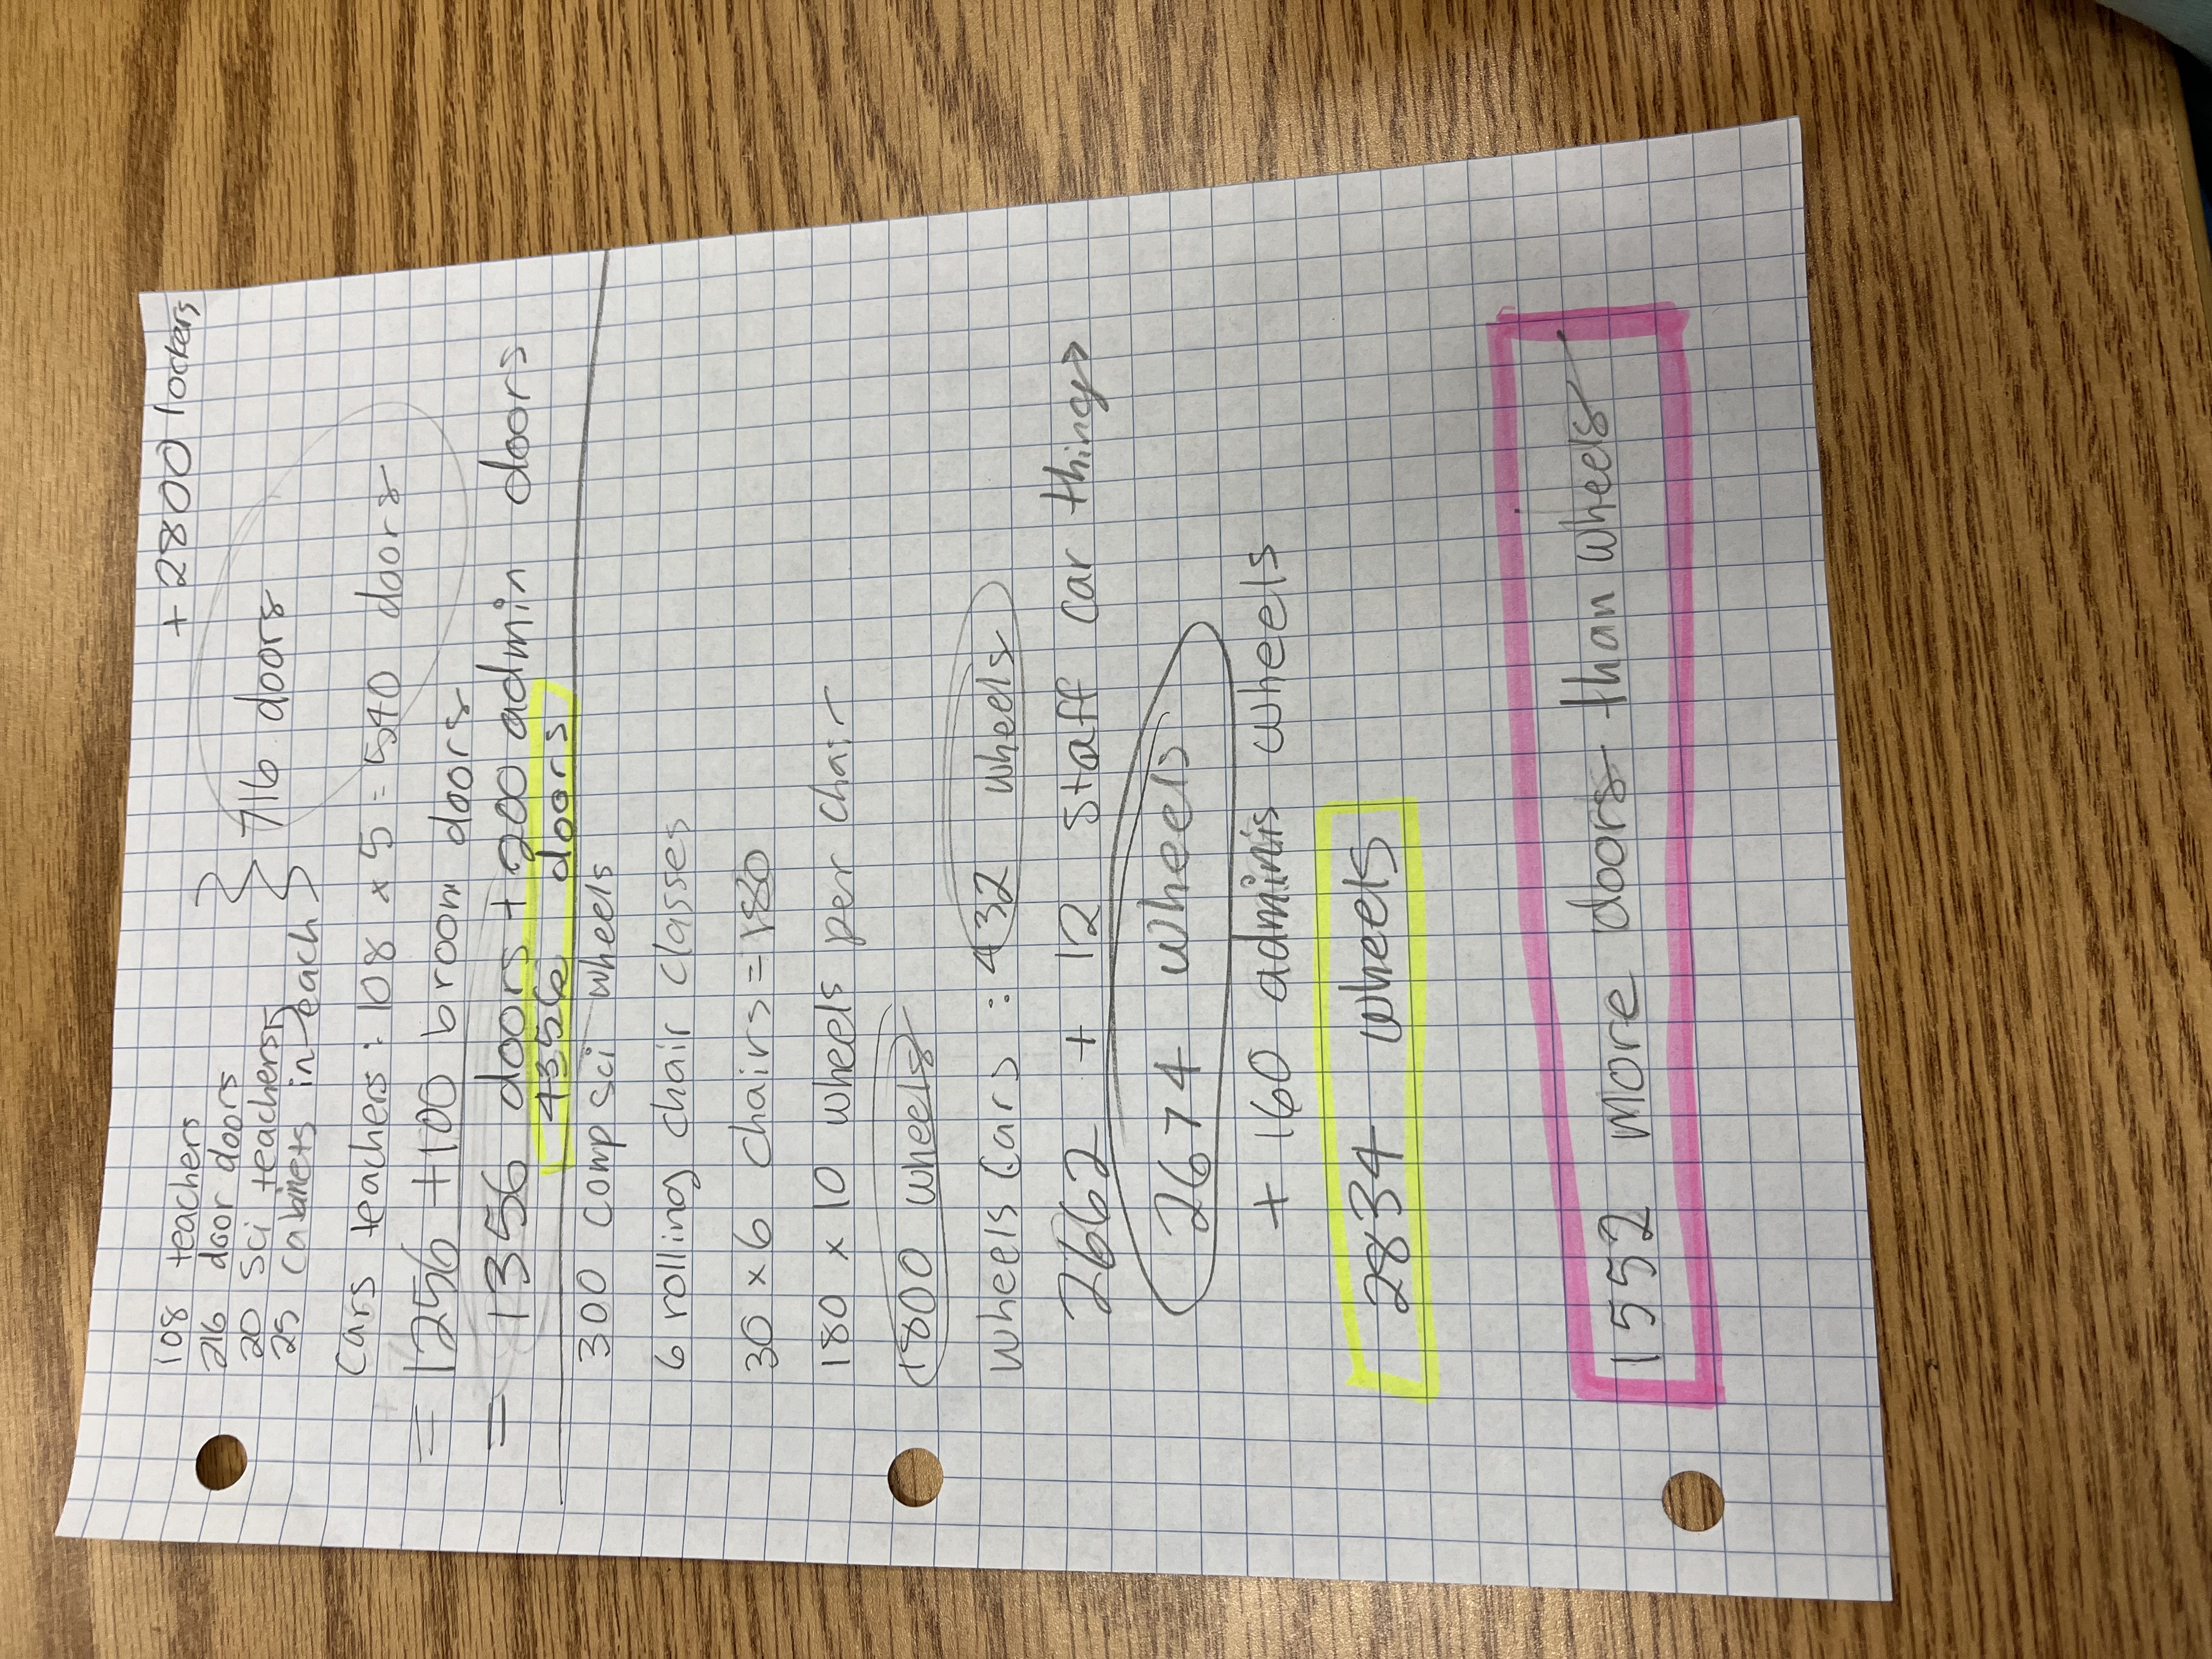 + 2800 lockers
108 teachers
216 door doors
20 sci teachers
25 cabinets in each
716 doors
Cars teachers : 108 × 5 = 540 doors
= 1256 + 100 broom doors
= 1356 doors + 200 admin doors
4356 doors
300 comp sci wheels
6 rolling chair classes
30 × 6 chairs = 180
180 × 10 wheels per chair
1800 wheels
wheels cars : 432 wheels
2662 + 12 staff car things
2674 wheels
+ 160 adminis wheels
2834 wheels
1552 more doors than wheels